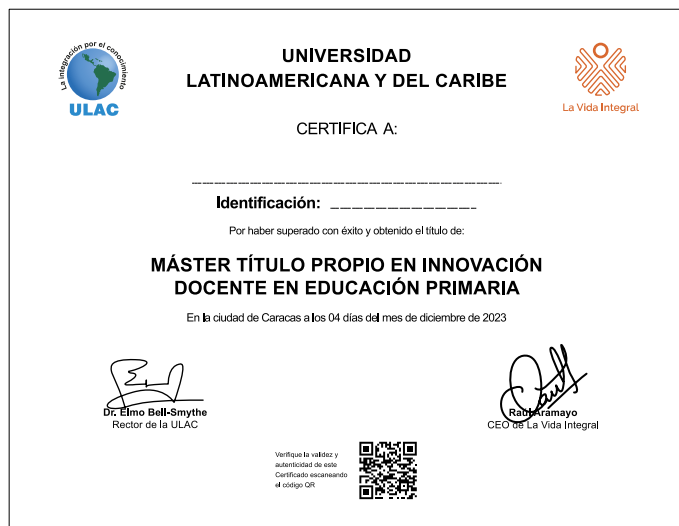 La integración por el conocimiento
ULAC
UNIVERSIDAD
LATINOAMERICANA Y DEL CARIBE
La Vida Integral
CERTIFICA A:
Identificación:
Por haber superado con éxito y obtenido el título de:
MÁSTER TÍTULO PROPIO EN INNOVACIÓN
DOCENTE EN EDUCACIÓN PRIMARIA
En la ciudad de Caracas a los 04 días del mes de diciembre de 2023
Dr. Elmo Bell-Smythe
Rector de la ULAC
Raúl Aramayo
CEO de La Vida Integral
Verifique la validez y
autenticidad de este
Certificado escaneando
el código QR